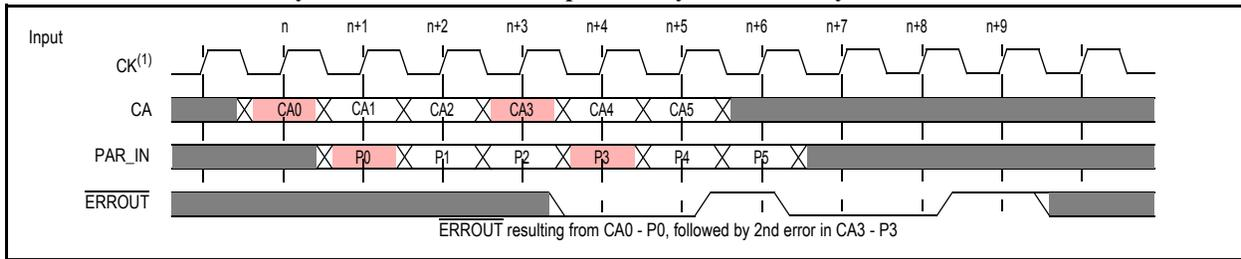 n n+1 n+2 n+3 n+4 n+5 n+6 n+7 n+8 n+9
Input
CK(1)
CA CA0 CA1 CA2 CA3 CA4 CA5
PAR_IN P0 P1 P2 P3 P4 P5
ERROUT
ERROUT resulting from CA0 - P0, followed by 2nd error in CA3 - P3